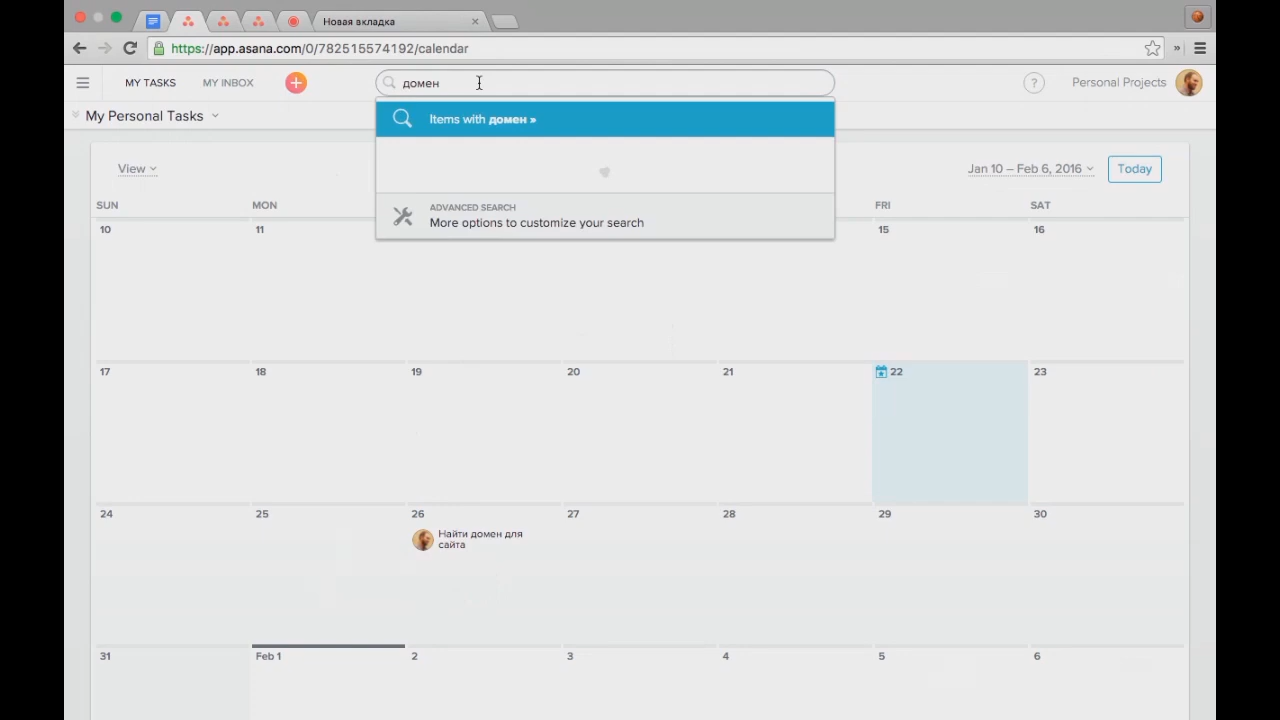 Новая вкладка
https://app.asana.com/0/782515574192/calendar
MY TASKS
MY INBOX
домен
?
Personal Projects
My Personal Tasks
Items with домен »
ADVANCED SEARCH
More options to customize your search
View
Jan 10 – Feb 6, 2016
Today
SUN
MON
FRI
SAT
10
11
15
16
17
18
19
20
21
22
23
24
25
26
27
28
29
30
Найти домен для
сайта
31
Feb 1
2
3
4
5
6